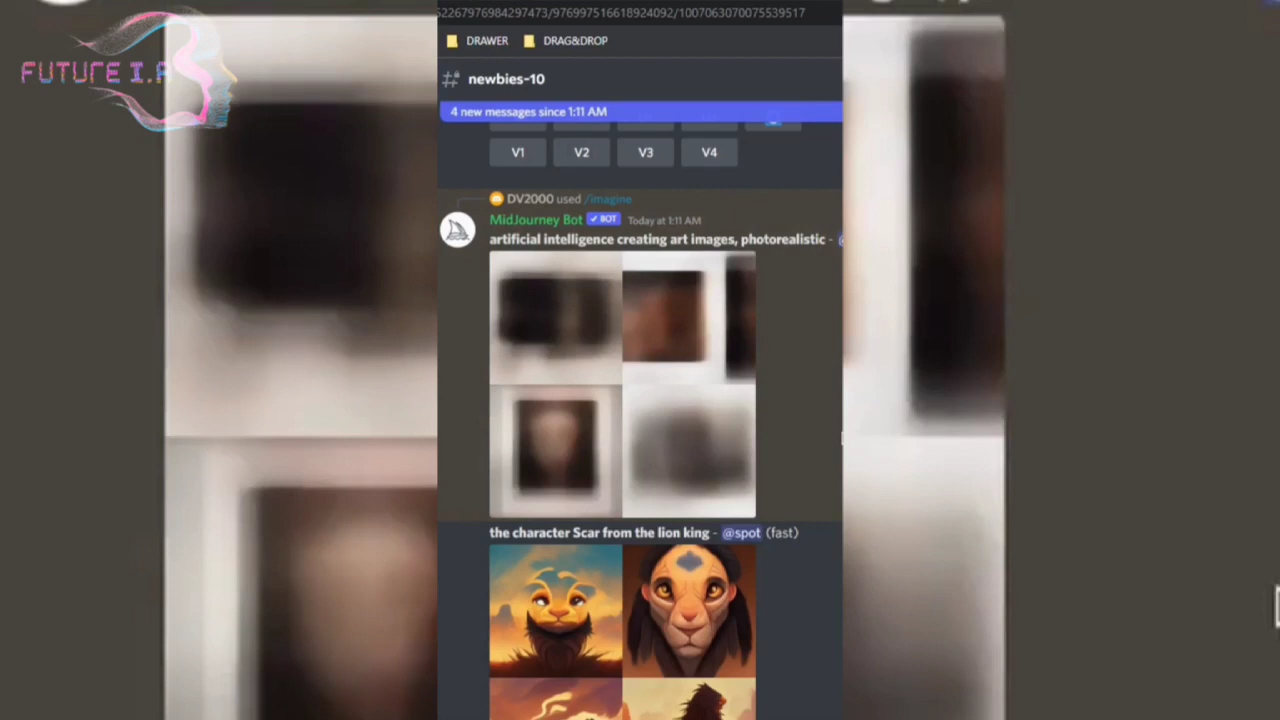 FUTURE I.A
52267976984297473/976997516618924092/1007063070075539517
DRAWER DRAG&DROP
newbies-10
4 new messages since 1:11 AM
V1 V2 V3 V4
DV2000 used /imagine
MidJourney Bot ✓ BOT Today at 1:11 AM
artificial intelligence creating art images, photorealistic -
the character Scar from the lion king - @spot (fast)